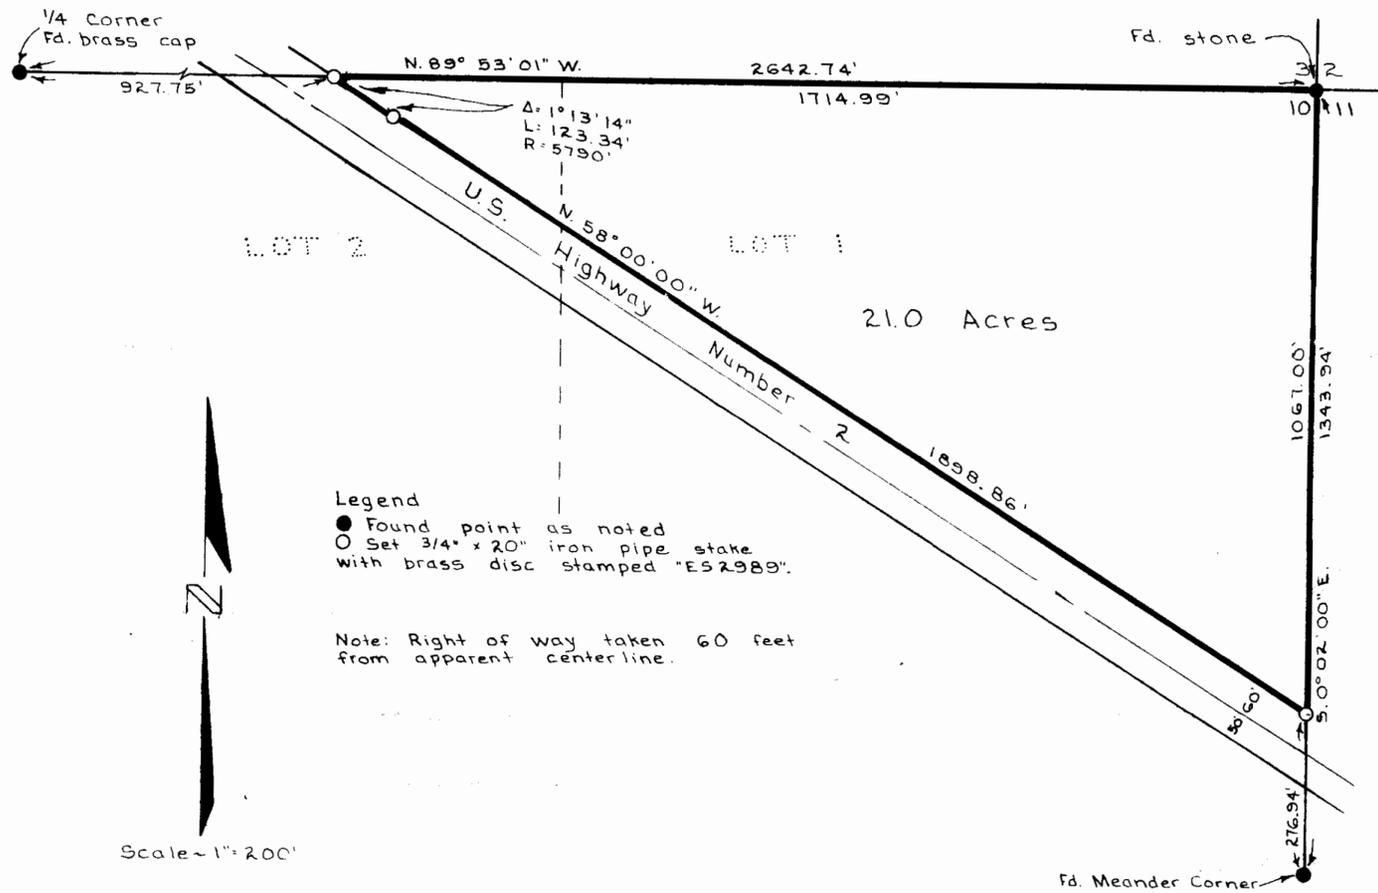 1/4 Corner
Fd. brass cap
Fd. stone
N. 89° 53' 01" W.
2642.74'
3 2
927.75'
1714.99'
10 11
Δ= 1° 13' 14"
L= 123.34'
R= 5790'
U.S. Highway Number 2
N. 58° 00' 00" W.
1898.86'
LOT 2
LOT 1
21.0 Acres
1067.00'
1343.94'
S. 0° 02' 00" E.
Legend
Found point as noted
Set 3/4" x 20" iron pipe stake
with brass disc stamped "ES2989".
N
Note: Right of way taken 60 feet
from apparent centerline.
60'
276.94'
Scale ~ 1" = 200'
Fd. Meander Corner